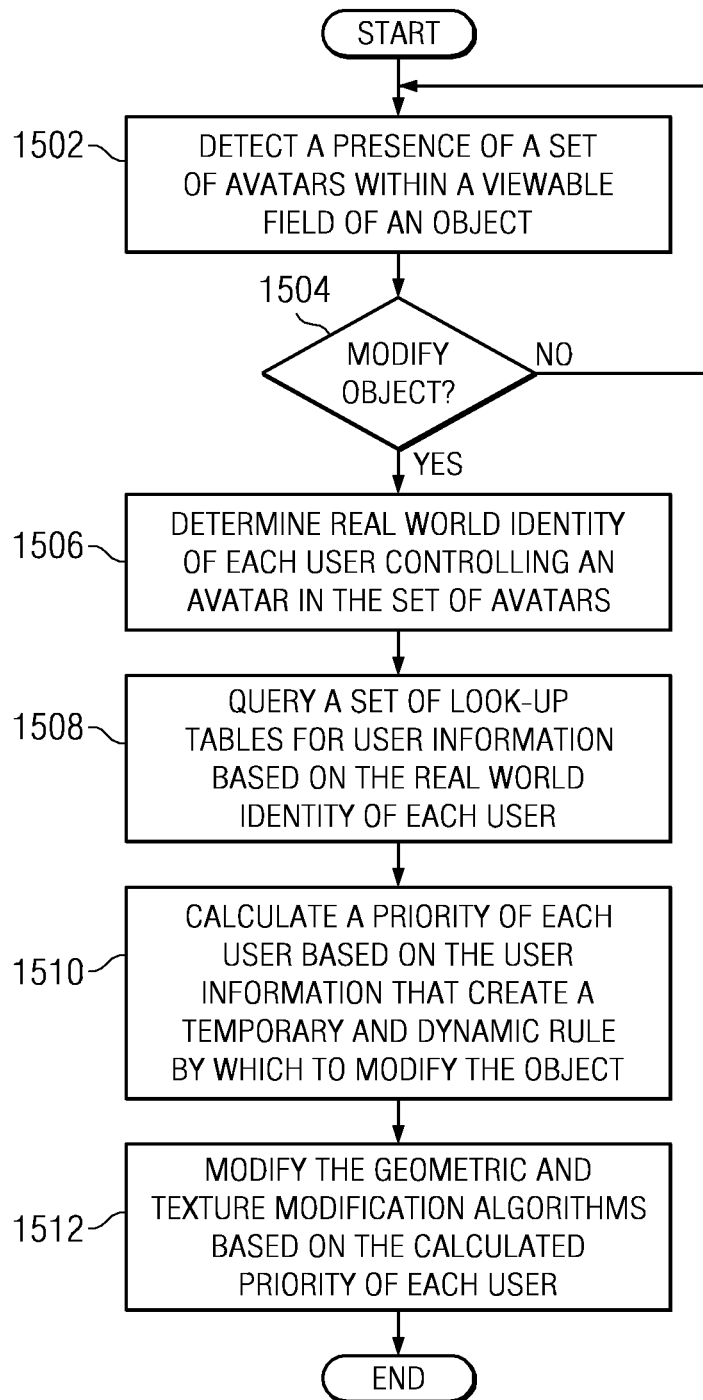 START
1502
DETECT A PRESENCE OF A SET
OF AVATARS WITHIN A VIEWABLE
FIELD OF AN OBJECT
1504
MODIFY
OBJECT?
NO
YES
1506
DETERMINE REAL WORLD IDENTITY
OF EACH USER CONTROLLING AN
AVATAR IN THE SET OF AVATARS
1508
QUERY A SET OF LOOK-UP
TABLES FOR USER INFORMATION
BASED ON THE REAL WORLD
IDENTITY OF EACH USER
1510
CALCULATE A PRIORITY OF EACH
USER BASED ON THE USER
INFORMATION THAT CREATE A
TEMPORARY AND DYNAMIC RULE
BY WHICH TO MODIFY THE OBJECT
1512
MODIFY THE GEOMETRIC AND
TEXTURE MODIFICATION ALGORITHMS
BASED ON THE CALCULATED
PRIORITY OF EACH USER
END